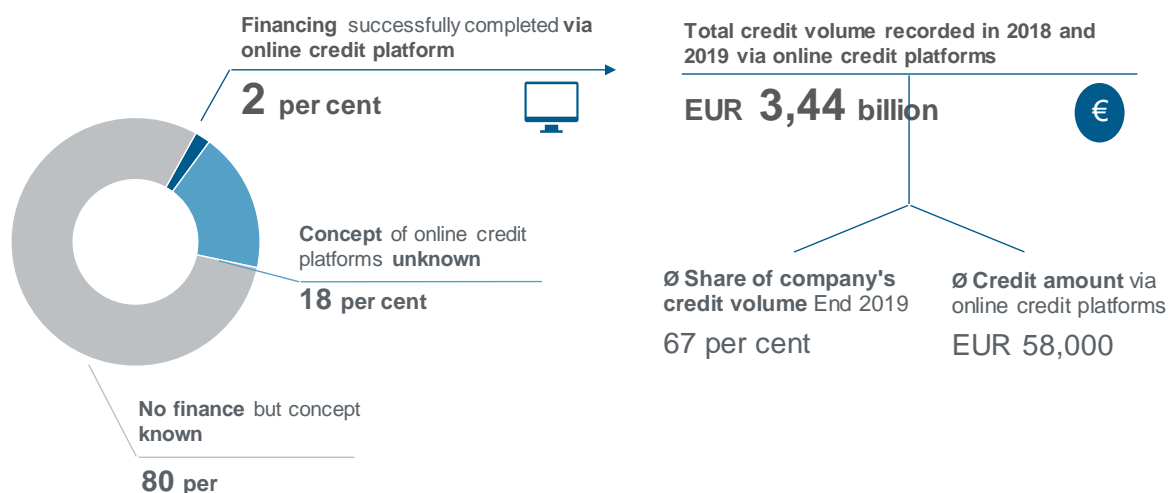 Financing successfully completed via
online credit platform
2 per cent
Concept of online credit
platforms unknown
18 per cent
No finance but concept
known
80 per
Total credit volume recorded in 2018 and
2019 via online credit platforms
EUR 3,44 billion
€
Ø Share of company's
credit volume End 2019
67 per cent
Ø Credit amount via
online credit platforms
EUR 58,000